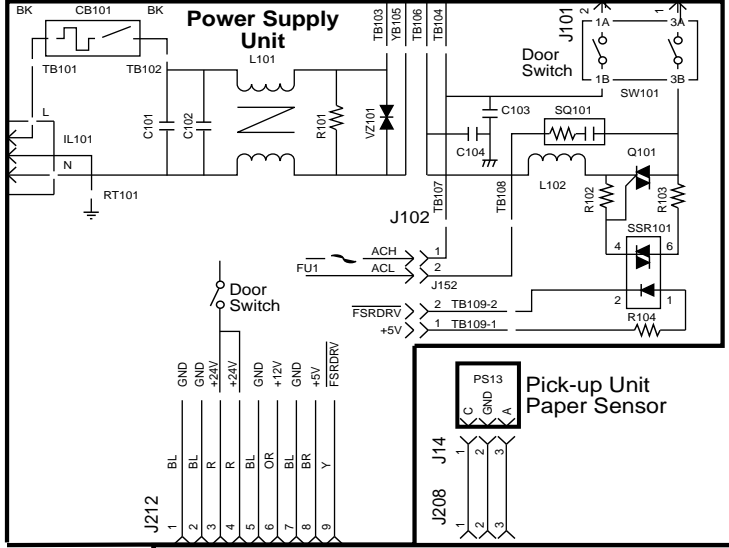 BK
CB101
BK
TB101
TB102
Power Supply
Unit
L101
TB103
YB105
TB106
TB104
J101
2
1
1A
3A
Door
Switch
1B
3B
SW101
L
IL101
N
RT101
C101
C102
R101
VZ101
C103
C104
SQ101
Q101
L102
R102
R103
TB107
TB108
J102
SSR101
4
6
2
1
ACH
1
FU1
ACL
2
J152
FSRDRV
2
TB109-2
+5V
1
TB109-1
R104
Door
Switch
GND
GND
+24V
+24V
GND
+12V
GND
+5V
FSRDRV
BL
BL
R
R
BL
OR
BL
BR
Y
J212
1
2
3
4
5
6
7
8
9
PS13
C
GND
A
Pick-up Unit
Paper Sensor
J14
1
2
3
J208
1
2
3